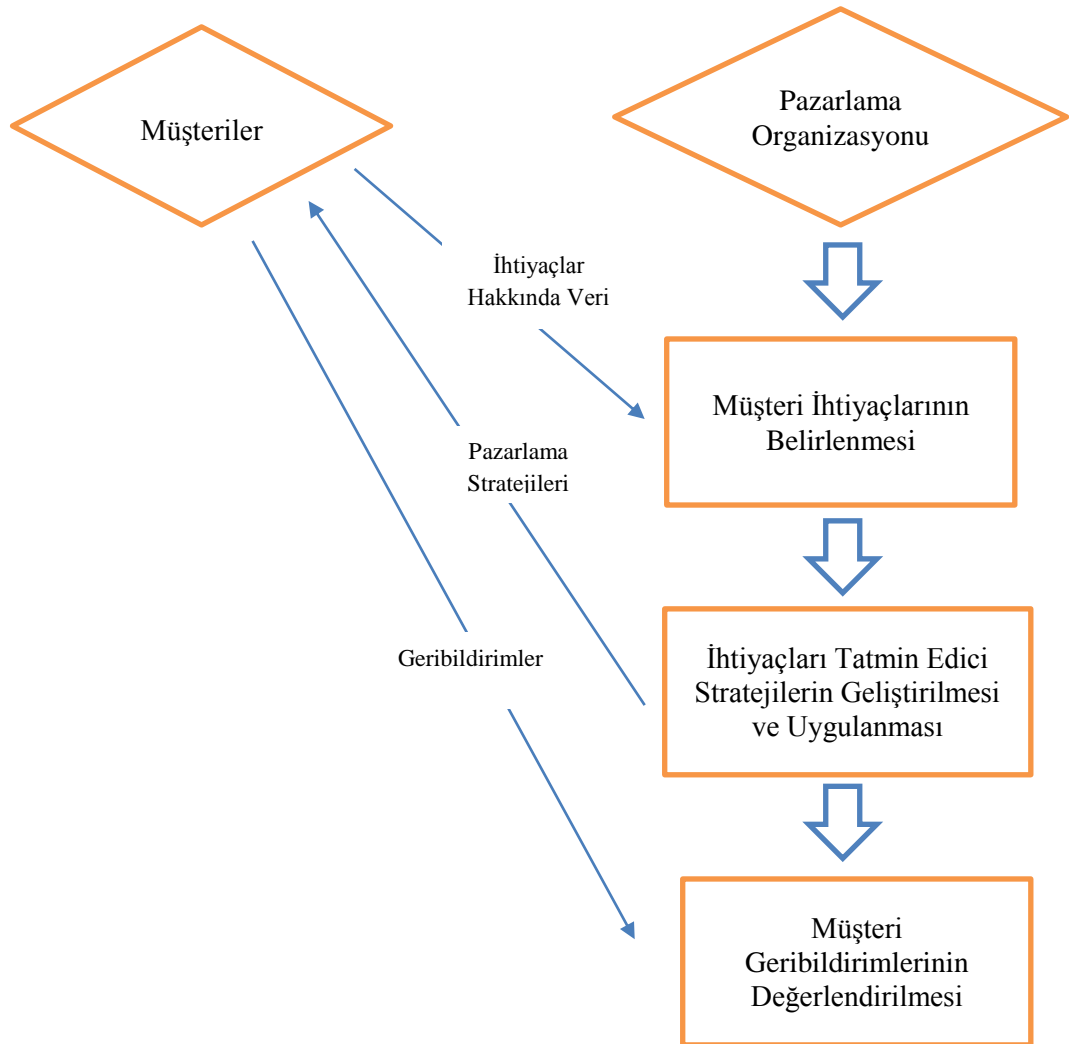 Müşteriler
Pazarlama
Organizasyonu
İhtiyaçlar
Hakkında Veri
Müşteri İhtiyaçlarının
Belirlenmesi
Pazarlama
Stratejileri
Geribildirimler
İhtiyaçları Tatmin Edici
Stratejilerin Geliştirilmesi
ve Uygulanması
Müşteri
Geribildirimlerinin
Değerlendirilmesi